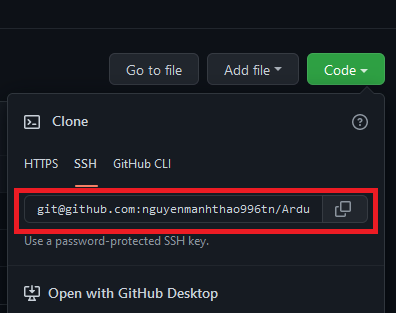 Go to file Add file Code
Clone
HTTPS SSH GitHub CLI
git@github.com:nguyenmanhthao996tn/Ardu
Use a password-protected SSH key.
Open with GitHub Desktop